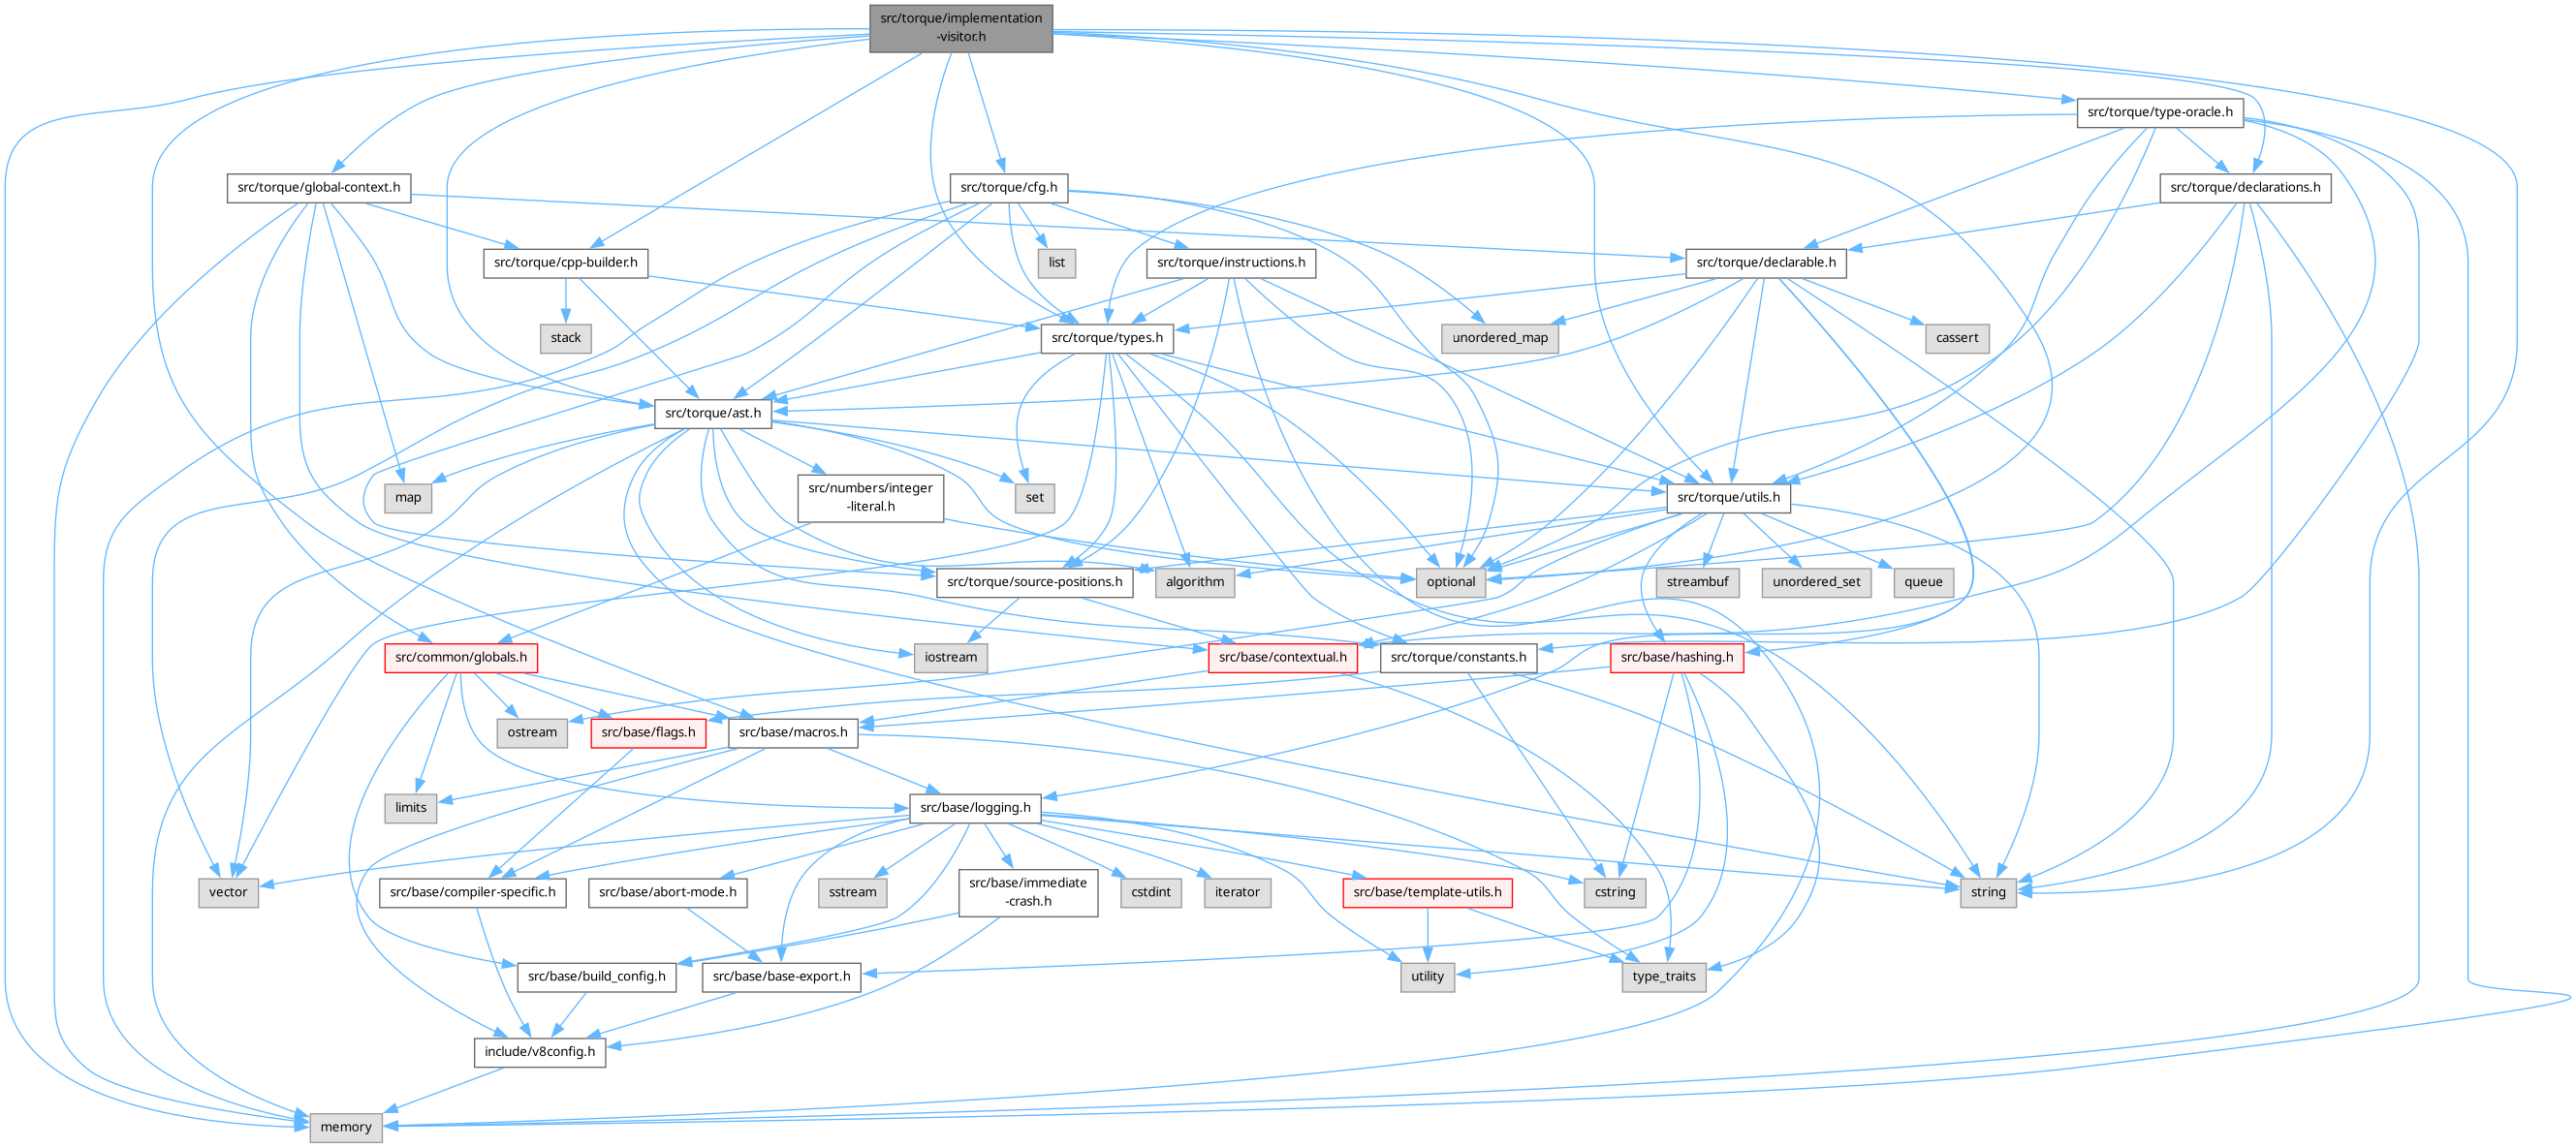 src/torque/implementation
-visitor.h
src/torque/type-oracle.h
src/torque/global-context.h
src/torque/cfg.h
src/torque/declarations.h
src/torque/cpp-builder.h
list
src/torque/instructions.h
src/torque/declarable.h
stack
src/torque/types.h
unordered_map
cassert
src/torque/ast.h
map
src/numbers/integer
-literal.h
set
src/torque/utils.h
src/torque/source-positions.h
algorithm
optional
streambuf
unordered_set
queue
src/common/globals.h
iostream
src/base/contextual.h
src/torque/constants.h
src/base/hashing.h
ostream
src/base/flags.h
src/base/macros.h
limits
src/base/logging.h
vector
src/base/compiler-specific.h
src/base/abort-mode.h
sstream
src/base/immediate
-crash.h
cstdint
iterator
src/base/template-utils.h
cstring
string
src/base/build_config.h
src/base/base-export.h
utility
type_traits
include/v8config.h
memory